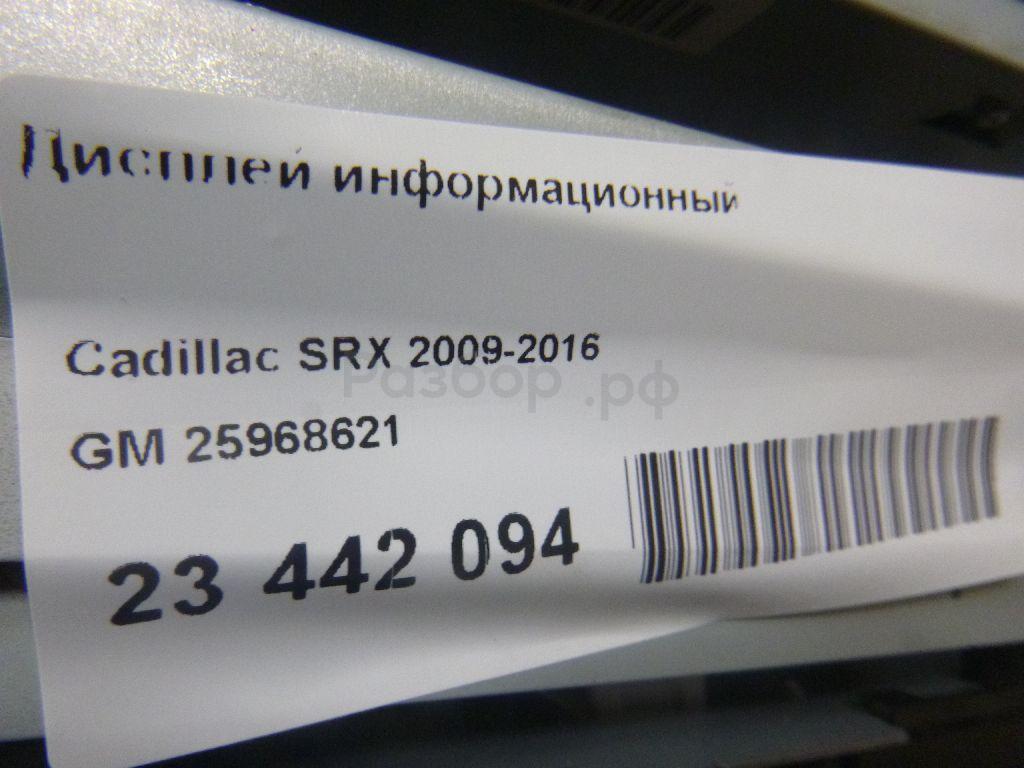 Дисплей информационный
Cadillac SRX 2009-2016
Разбор.рф
GM 25968621
23 442 094